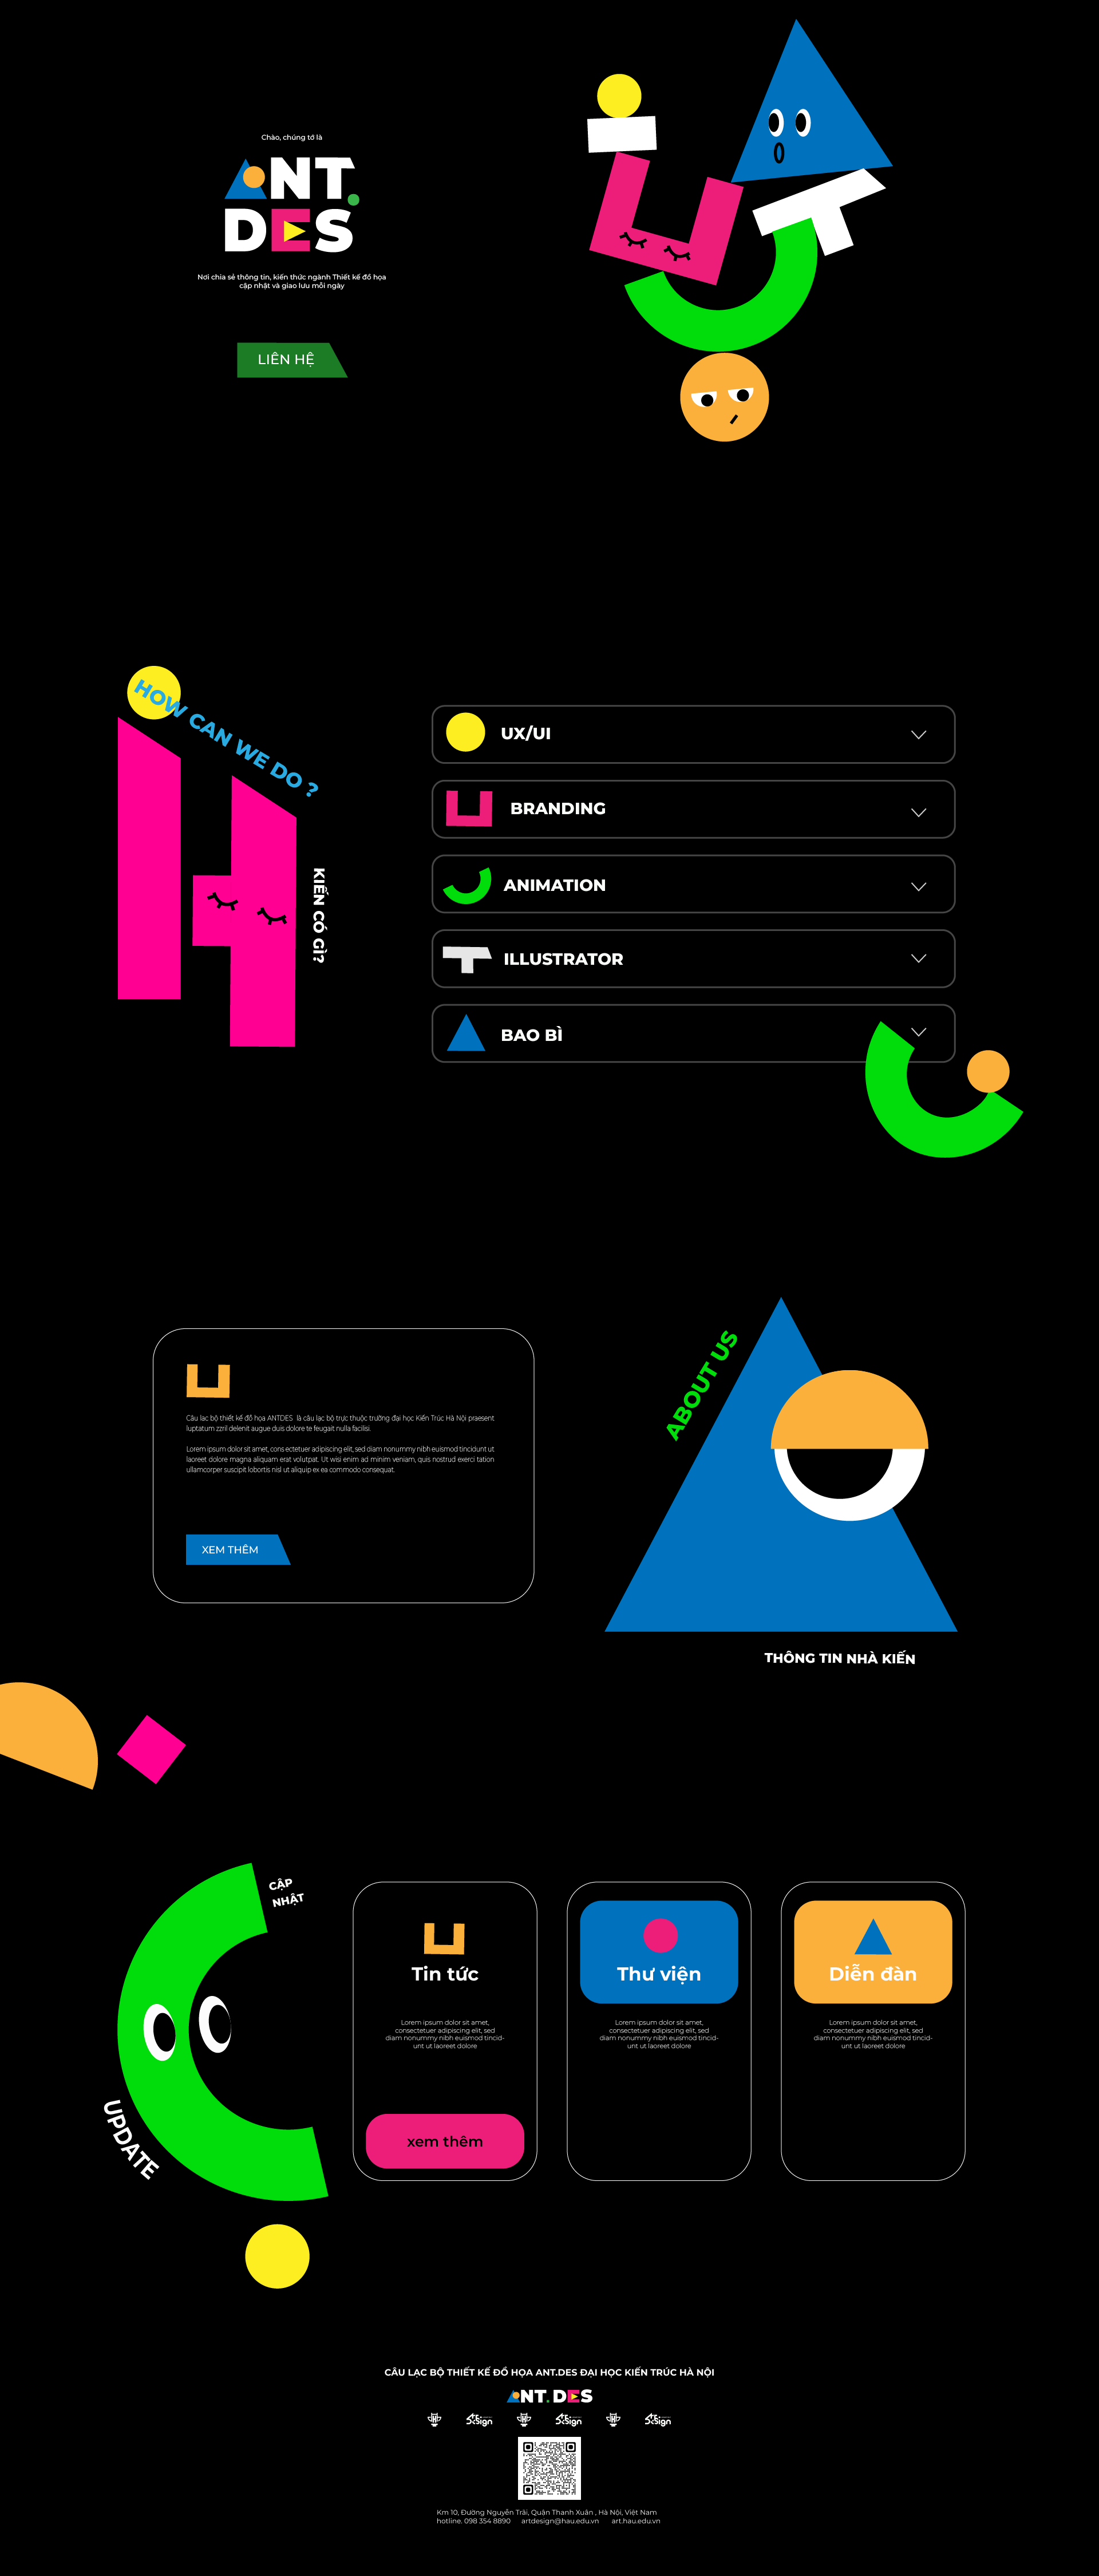 Chào, chúng tớ là
ANT.
DES
Nơi chia sẻ thông tin, kiến thức ngành Thiết kế đồ họa
cập nhật và giao lưu mỗi ngày
LIÊN HỆ
HOW CAN WE DO ?
KIẾN CÓ GÌ?
UX/UI
BRANDING
ANIMATION
ILLUSTRATOR
BAO BÌ
Câu lac bộ thiết kế đồ họa ANTDES là câu lạc bộ trực thuộc trường đại học Kiến Trúc Hà Nội praesent
luptatum zzril delenit augue duis dolore te feugait nulla facilisi.
Lorem ipsum dolor sit amet, cons ectetuer adipiscing elit, sed diam nonummy nibh euismod tincidunt ut
laoreet dolore magna aliquam erat volutpat. Ut wisi enim ad minim veniam, quis nostrud exerci tation
ullamcorper suscipit lobortis nisl ut aliquip ex ea commodo consequat.
XEM THÊM
ABOUT US
THÔNG TIN NHÀ KIẾN
CẬP
NHẬT
UPDATE
Tin tức
Lorem ipsum dolor sit amet,
consectetuer adipiscing elit, sed
diam nonummy nibh euismod tincid-
unt ut laoreet dolore
xem thêm
Thư viện
Lorem ipsum dolor sit amet,
consectetuer adipiscing elit, sed
diam nonummy nibh euismod tincid-
unt ut laoreet dolore
Diễn đàn
Lorem ipsum dolor sit amet,
consectetuer adipiscing elit, sed
diam nonummy nibh euismod tincid-
unt ut laoreet dolore
CÂU LẠC BỘ THIẾT KẾ ĐỒ HỌA ANT.DES ĐẠI HỌC KIẾN TRÚC HÀ NỘI
ANT.DES
Km 10, Đường Nguyễn Trãi, Quận Thanh Xuân , Hà Nội, Việt Nam
hotline. 098 354 8890 artdesign@hau.edu.vn art.hau.edu.vn